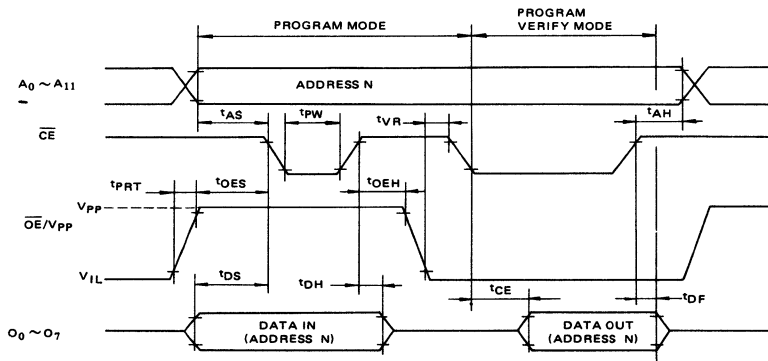 PROGRAM MODE
PROGRAM
VERIFY MODE
A0 ~ A11
ADDRESS N
tAS
tPW
tVR
tAH
CE
tPRT
tOES
tOEH
VPP
OE/VPP
VIL
tDS
tDH
tCE
tDF
O0 ~ O7
DATA IN
(ADDRESS N)
DATA OUT
(ADDRESS N)